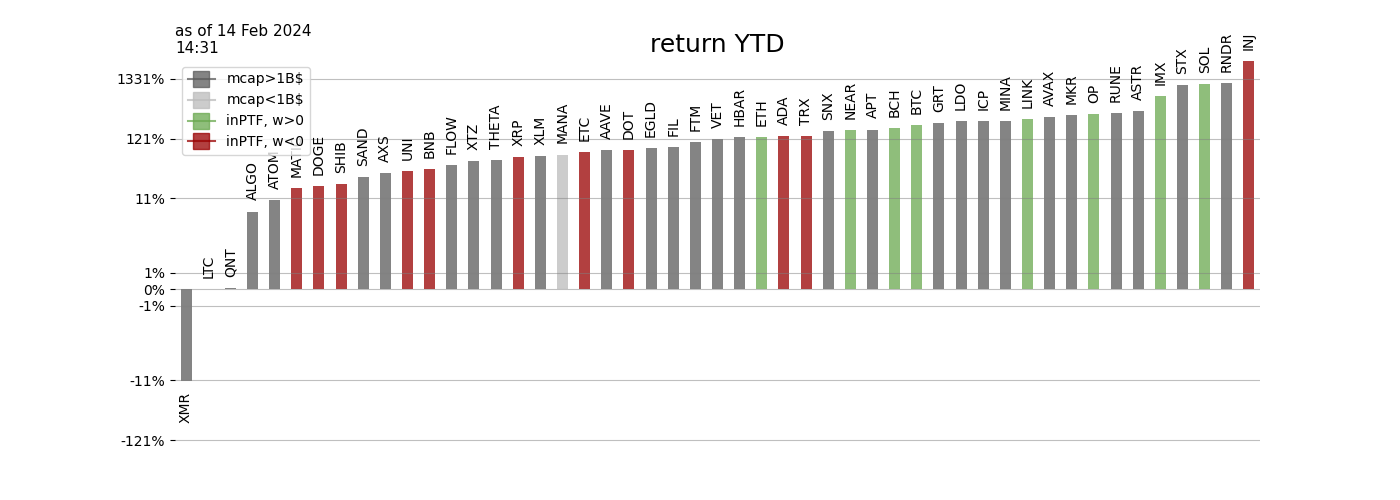 as of 14 Feb 2024
14:31
return YTD
mcap>1B$
mcap<1B$
inPTF, w>0
inPTF, w<0
1331%
121%
11%
1%
0%
-1%
-11%
-121%
XMR
LTC
QNT
ALGO
ATOM
MATIC
DOGE
SHIB
SAND
AXS
UNI
BNB
FLOW
XTZ
THETA
XRP
XLM
MANA
ETC
AAVE
DOT
EGLD
FIL
FTM
VET
HBAR
ETH
ADA
TRX
SNX
NEAR
APT
BCH
BTC
GRT
LDO
ICP
MINA
LINK
AVAX
MKR
OP
RUNE
ASTR
IMX
STX
SOL
RNDR
INJ